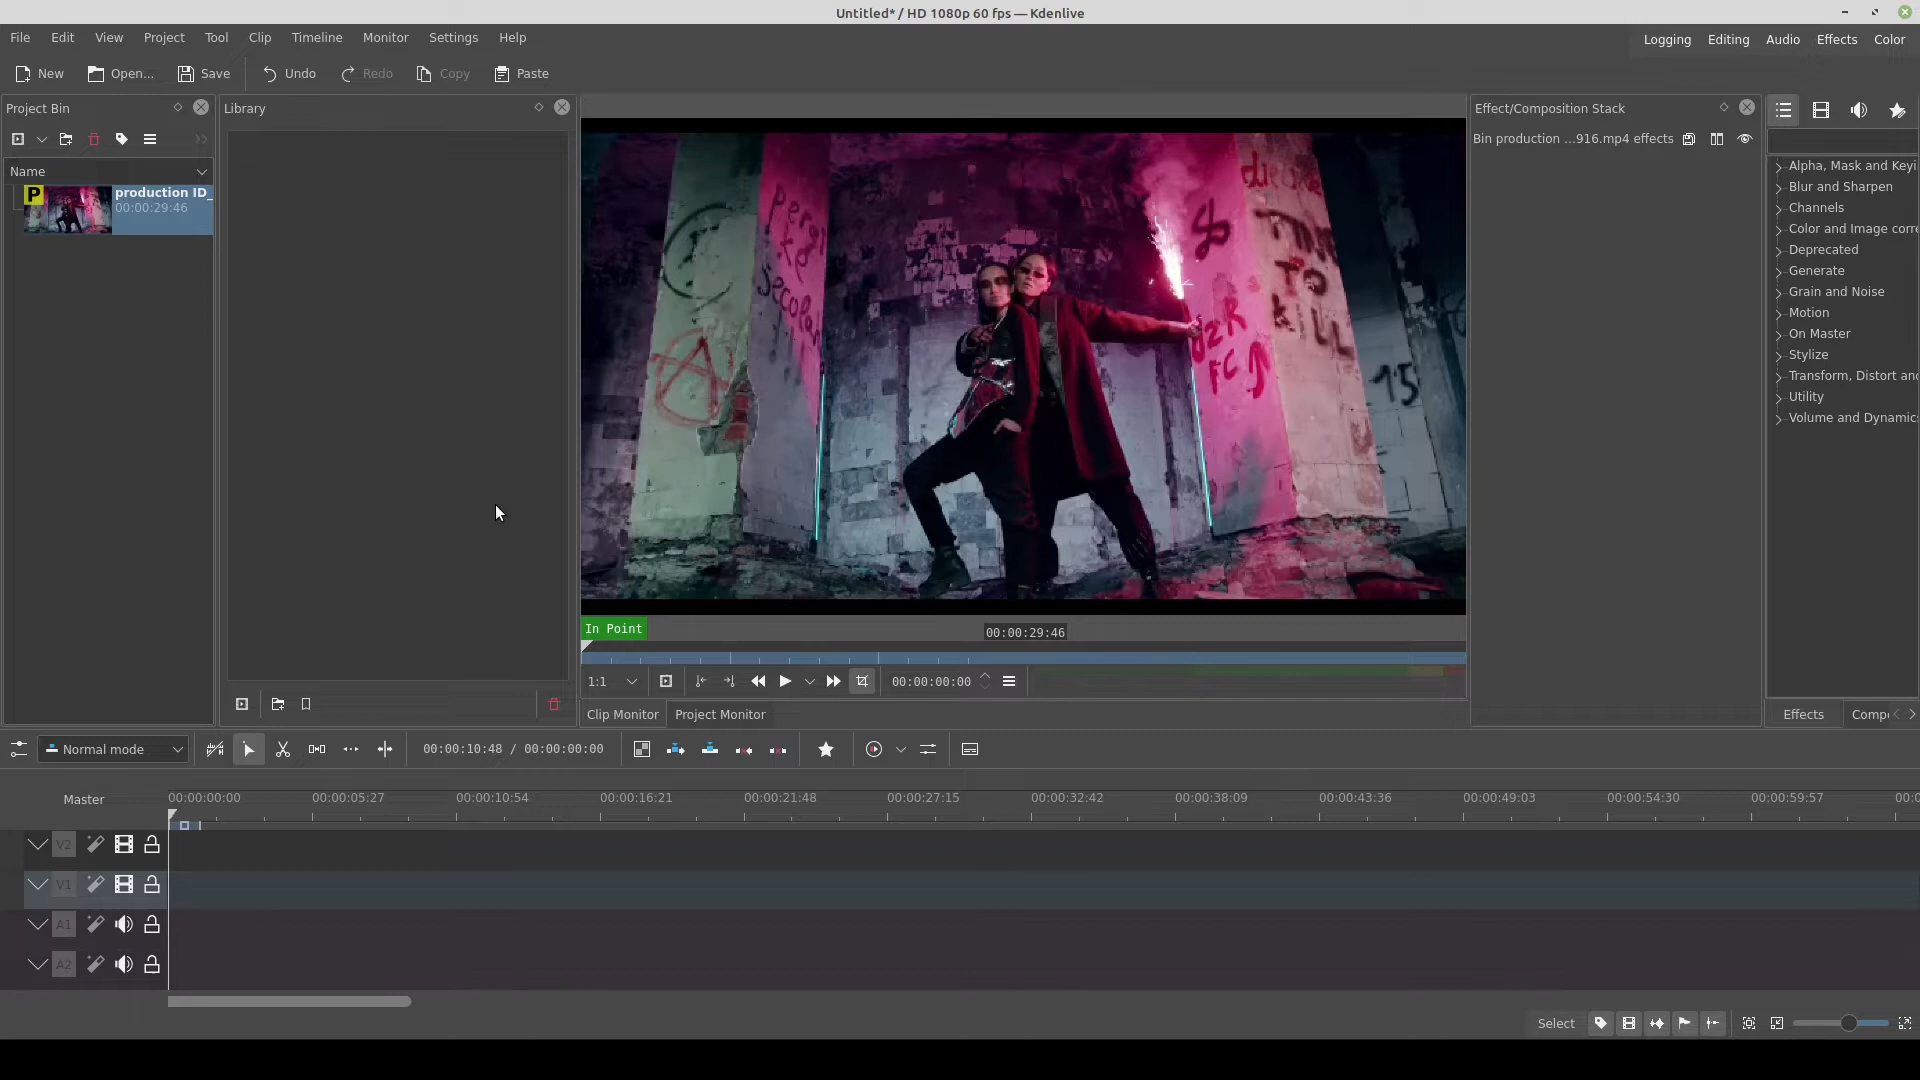 Untitled* / HD 1080p 60 fps — Kdenlive
File Edit View Project Tool Clip Timeline Monitor Settings Help
Logging Editing Audio Effects Color
New Open... Save Undo Redo Copy Paste
Project Bin
Library
Effect/Composition Stack
Bin production ...916.mp4 effects
Name
P
production ID_
00:00:29:46
Alpha, Mask and Keyi
Blur and Sharpen
Channels
Color and Image corre
Deprecated
Generate
Grain and Noise
Motion
On Master
Stylize
Transform, Distort and
Utility
Volume and Dynamics
TO
KILL
15
FC
In Point
00:00:29:46
1:1
00:00:00:00
Clip Monitor Project Monitor
Effects Compo
Normal mode
00:00:10:48 / 00:00:00:00
Master
00:00:00:00 00:00:05:27 00:00:10:54 00:00:16:21 00:00:21:48 00:00:27:15 00:00:32:42 00:00:38:09 00:00:43:36 00:00:49:03 00:00:54:30 00:00:59:57 00:0
V2
V1
A1
A2
Select